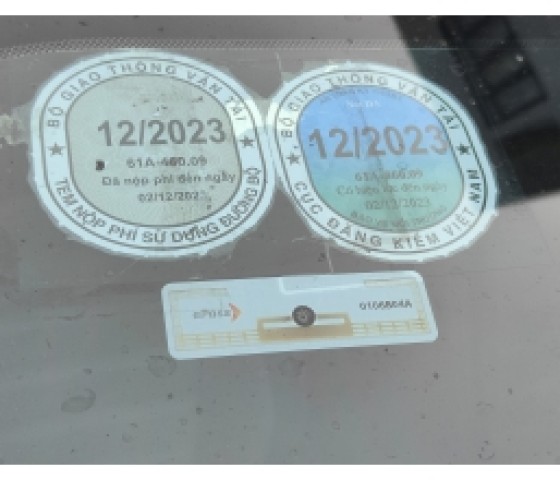 BỘ GIAO THÔNG VẬN TẢI
12/2023
61A-460.09
Đã nộp phí đến ngày
02/12/2023
TEM NỘP PHÍ SỬ DỤNG ĐƯỜNG BỘ
BỘ GIAO THÔNG VẬN TẢI
12/2023
61A-460.09
Có hiệu lực đến ngày
02/12/2023
CỤC ĐĂNG KIỂM VIỆT NAM
ePass
0106804A